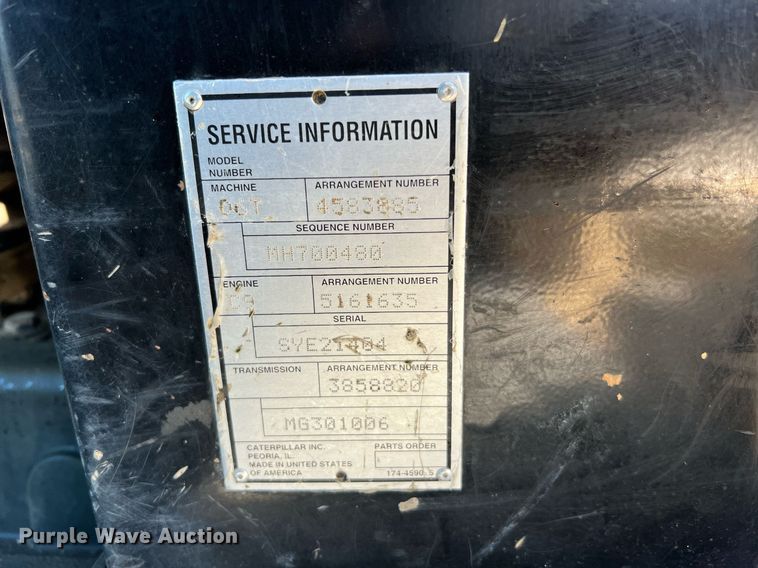 SERVICE INFORMATION
MODEL
NUMBER
MACHINE ARRANGEMENT NUMBER
D6T 4583885
SEQUENCE NUMBER
MH700480
ENGINE ARRANGEMENT NUMBER
C9 5161635
SERIAL
SYE21404
TRANSMISSION ARRANGEMENT NUMBER
3858820
MG301006
CATERPILLAR INC. PARTS ORDER
PEORIA, IL.
MADE IN UNITED STATES
OF AMERICA 174-4590 5
Purple Wave Auction